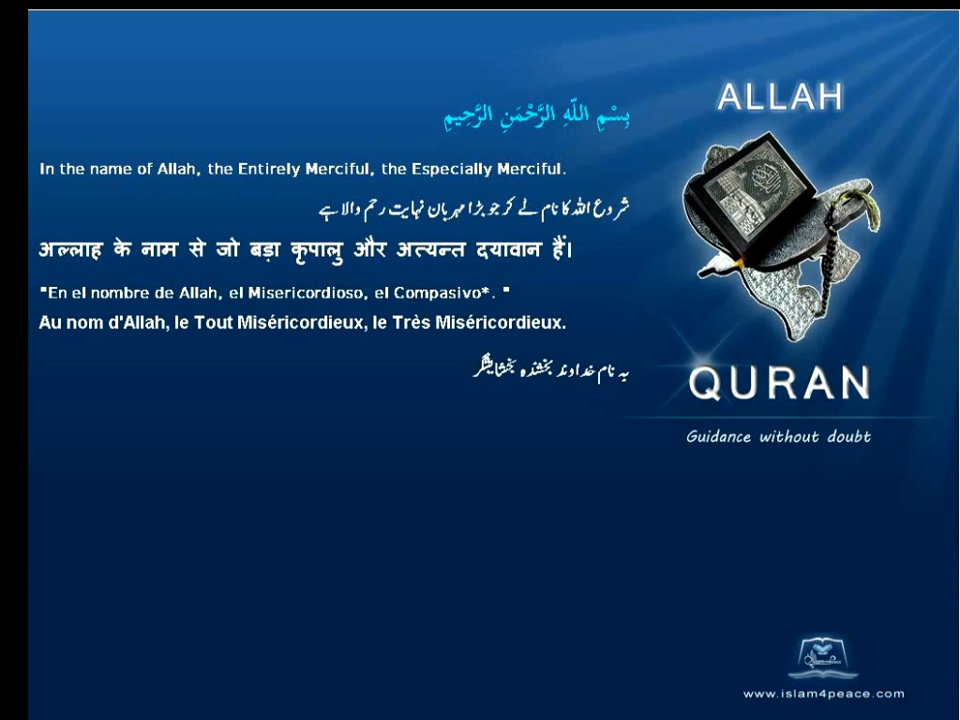 بِسْمِ اللّهِ الرَّحْمَنِ الرَّحِيمِ
In the name of Allah, the Entirely Merciful, the Especially Merciful.
شروع الله کا نام لے کر جو بڑا مہربان نہایت رحم والا ہے
अल्लाह के नाम से जो बड़ा कृपालु और अत्यन्त दयावान हैं।
"En el nombre de Allah, el Misericordioso, el Compasivo*. "
Au nom d'Allah, le Tout Miséricordieux, le Très Miséricordieux.
به نام خداوند بخشنده بخشایشگر
ALLAH
QURAN
Guidance without doubt
www.islam4peace.com